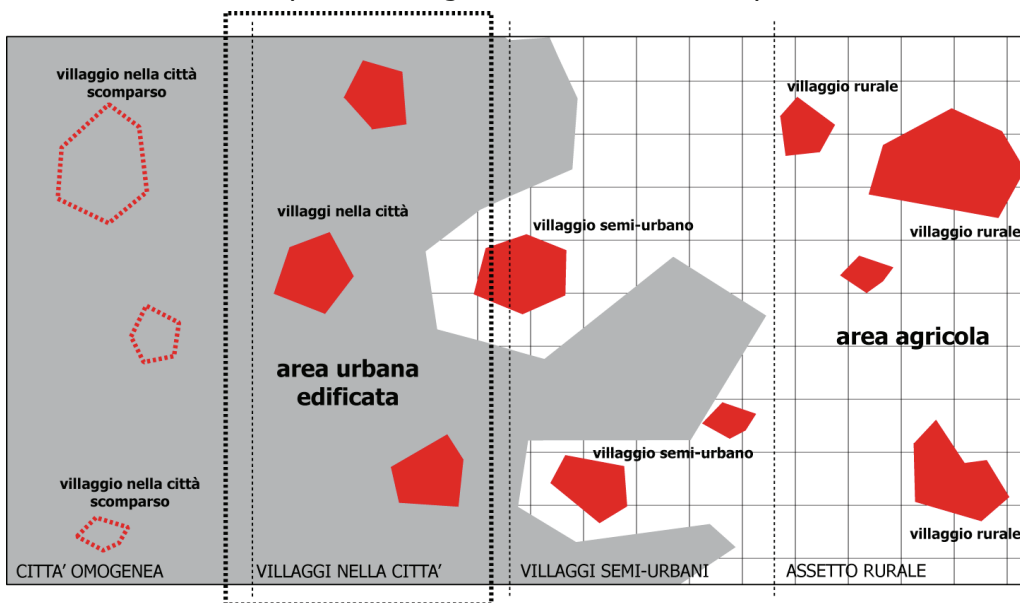 villaggio nella città
scomparso
villaggio rurale
villaggi nella città
villaggio semi-urbano
villaggio rurale
area urbana
edificata
area agricola
villaggio semi-urbano
villaggio nella città
scomparso
villaggio rurale
CITTA' OMOGENEA
VILLAGGI NELLA CITTA'
VILLAGGI SEMI-URBANI
ASSETTO RURALE